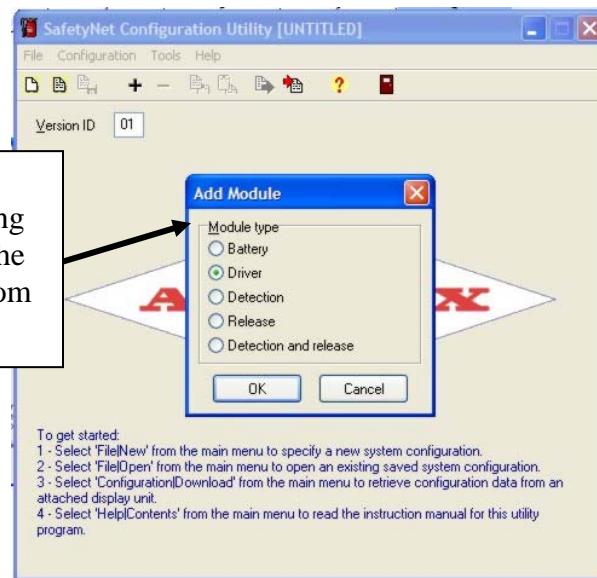 SafetyNet Configuration Utility [UNTITLED]
File Configuration Tools Help
Version ID 01
Add Module
Module type
Battery
Driver
Detection
Release
Detection and release
OK Cancel
To get started:
1 - Select 'File|New' from the main menu to specify a new system configuration.
2 - Select 'File|Open' from the main menu to open an existing saved system configuration.
3 - Select 'Configuration|Download' from the main menu to retrieve configuration data from an
attached display unit.
4 - Select 'Help|Contents' from the main menu to read the instruction manual for this utility
program.